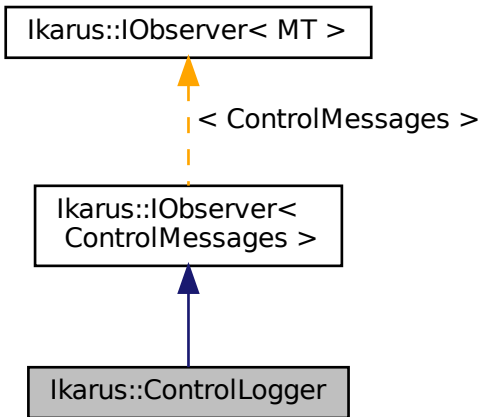 Ikarus::IObserver< MT >
< ControlMessages >
Ikarus::IObserver<
ControlMessages >
Ikarus::ControlLogger